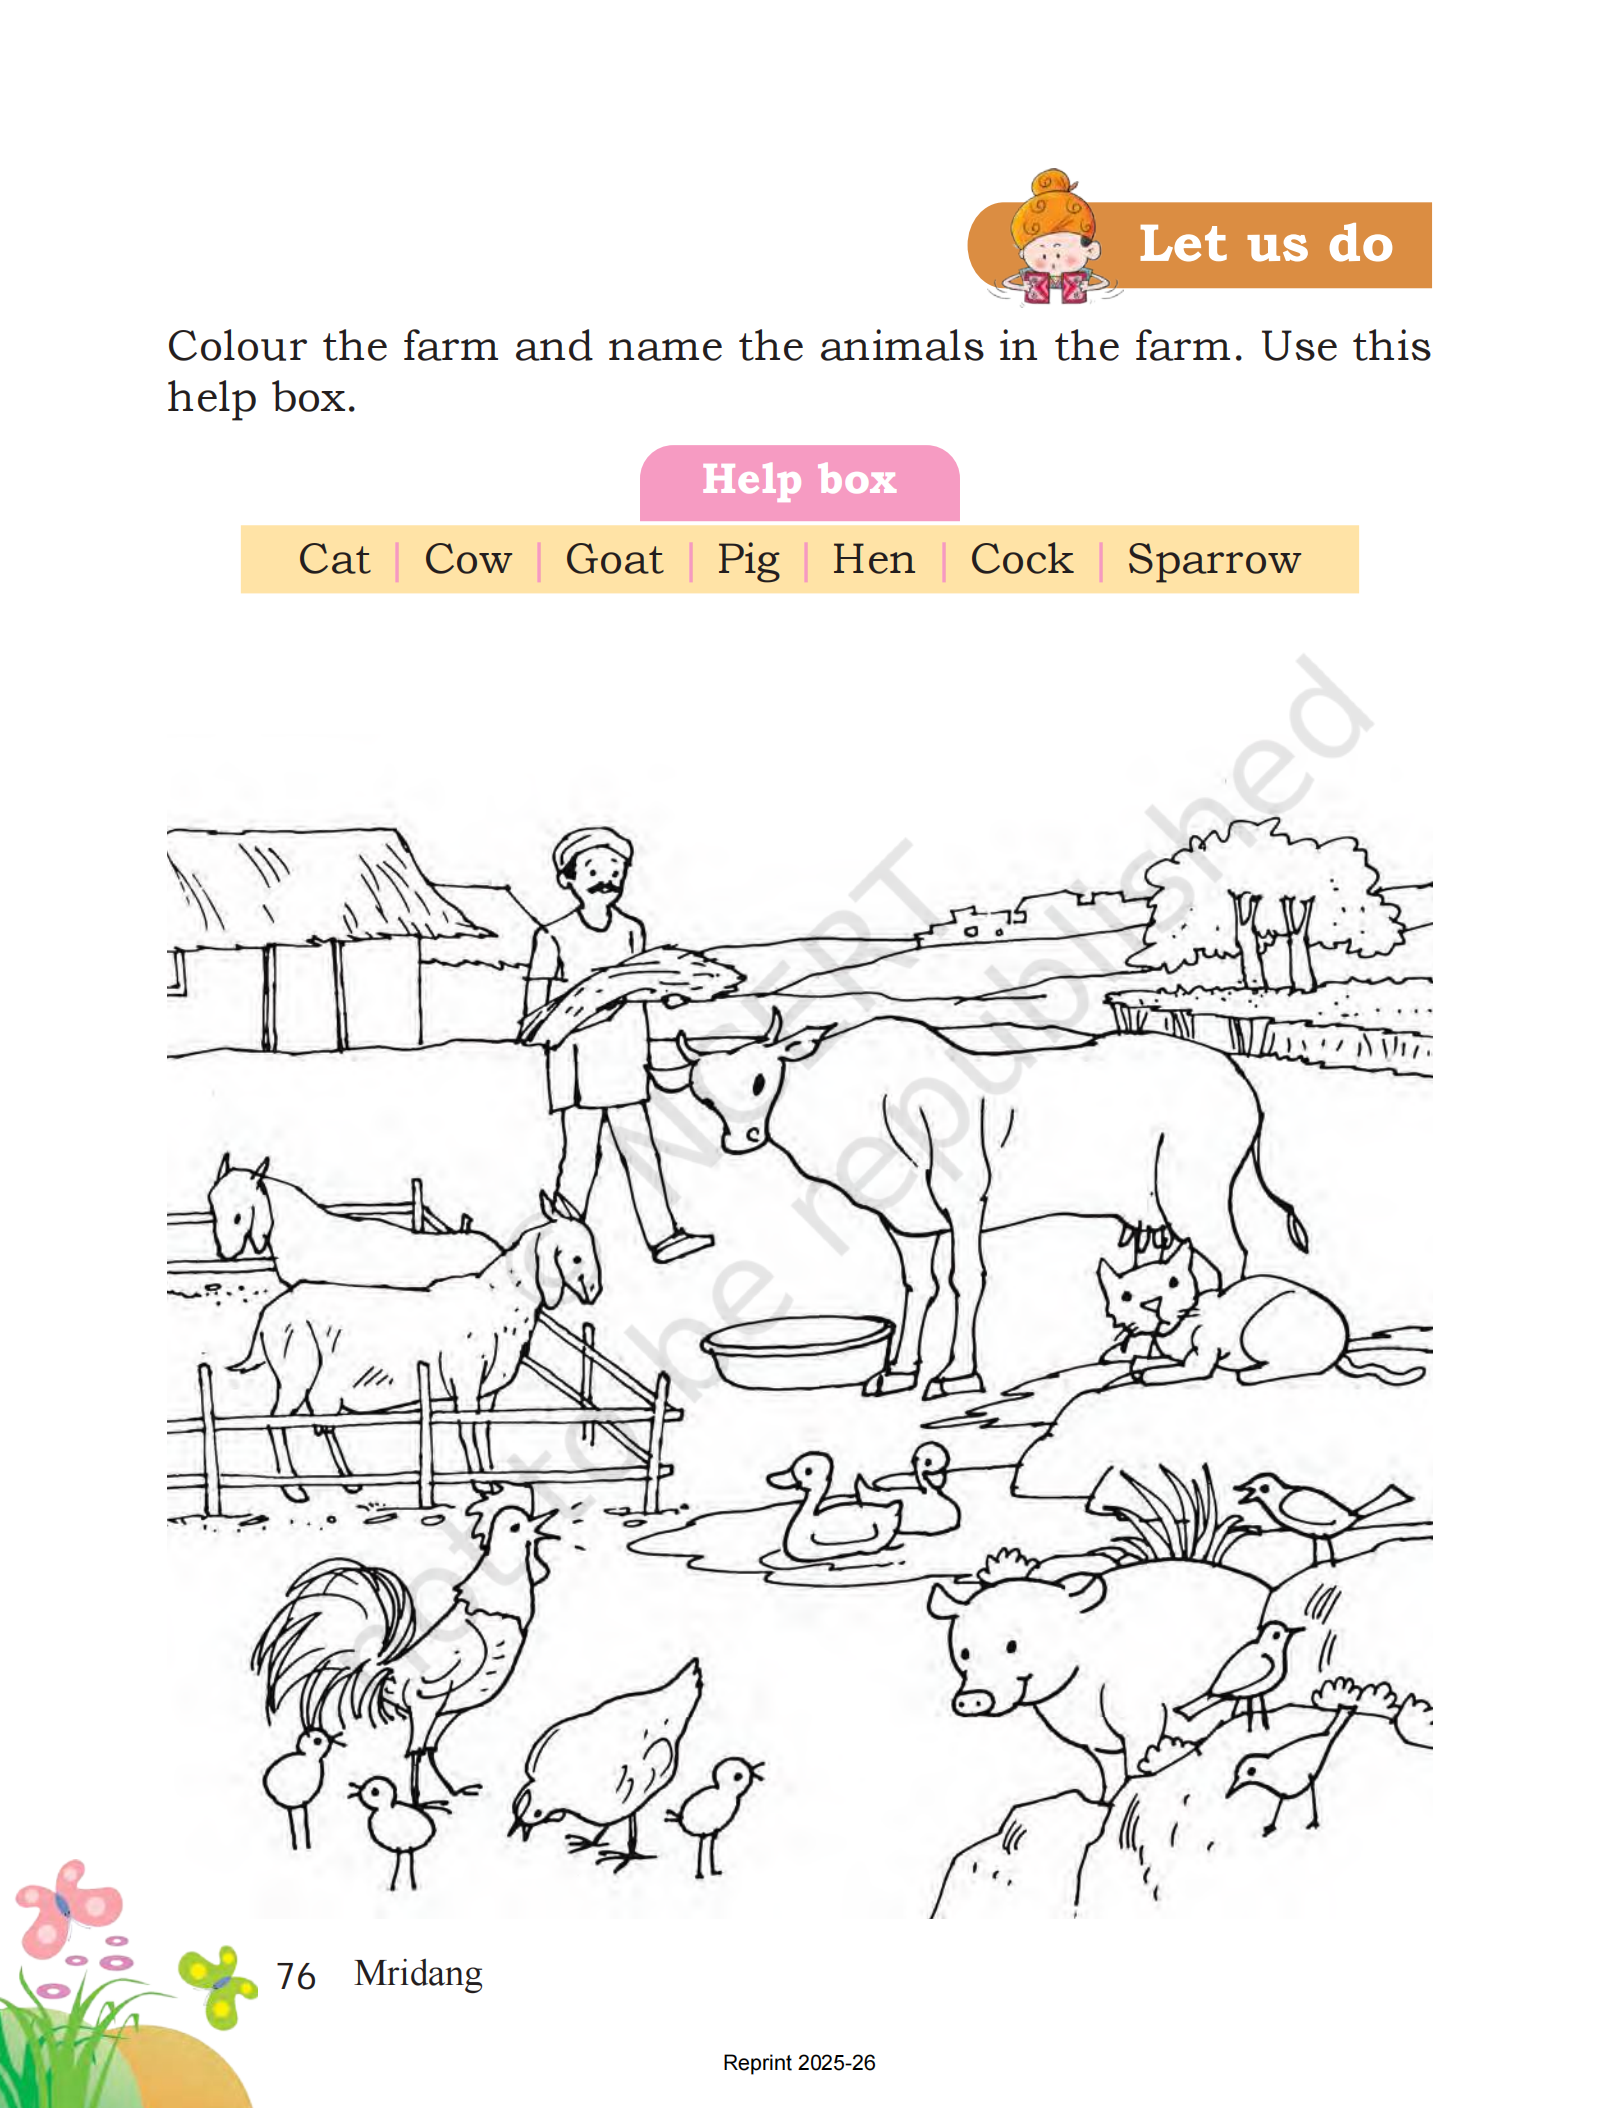 Let us do
Colour the farm and name the animals in the farm. Use this
help box.
Help box
Cat | Cow | Goat | Pig | Hen | Cock | Sparrow
© NCERT
not to be republished
76 Mridang
Reprint 2025-26